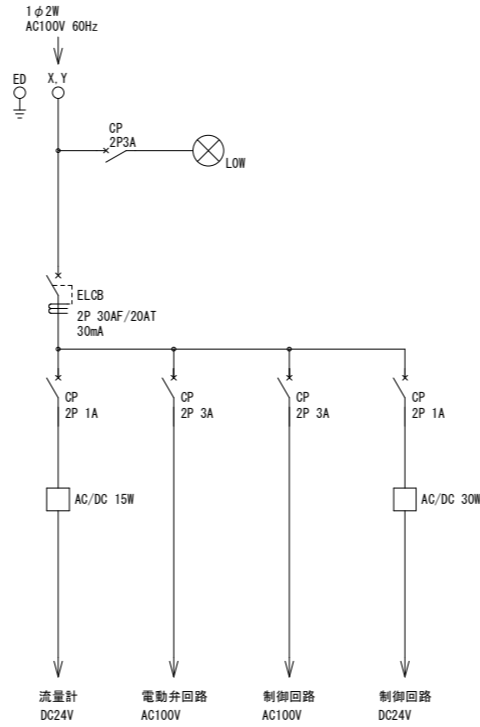 1φ2W
AC100V 60Hz
ED
X.Y
CP
2P3A
LOW
ELCB
2P 30AF/20AT
30mA
CP
2P 1A
CP
2P 3A
CP
2P 3A
CP
2P 1A
AC/DC 15W
AC/DC 30W
流量計
DC24V
電動弁回路
AC100V
制御回路
AC100V
制御回路
DC24V